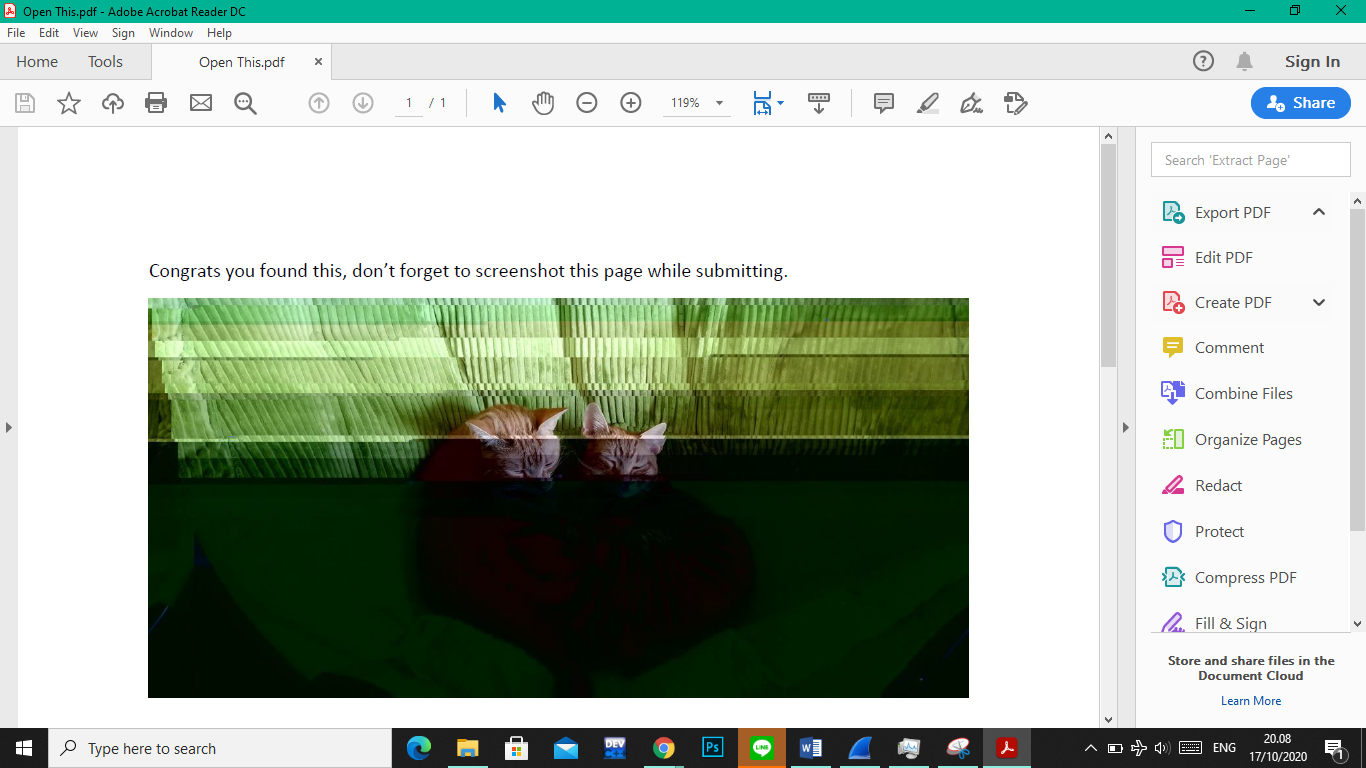 Open This.pdf - Adobe Acrobat Reader DC
File Edit View Sign Window Help
Home Tools Open This.pdf × Sign In
1 / 1 119% Share
Search 'Extract Page'
Export PDF
Edit PDF
Create PDF
Comment
Combine Files
Organize Pages
Redact
Protect
Compress PDF
Fill & Sign
Store and share files in the
Document Cloud
Learn More
Congrats you found this, don’t forget to screenshot this page while submitting.
Type here to search
DEV
Ps
LINE
W
ENG
20.08
17/10/2020
1